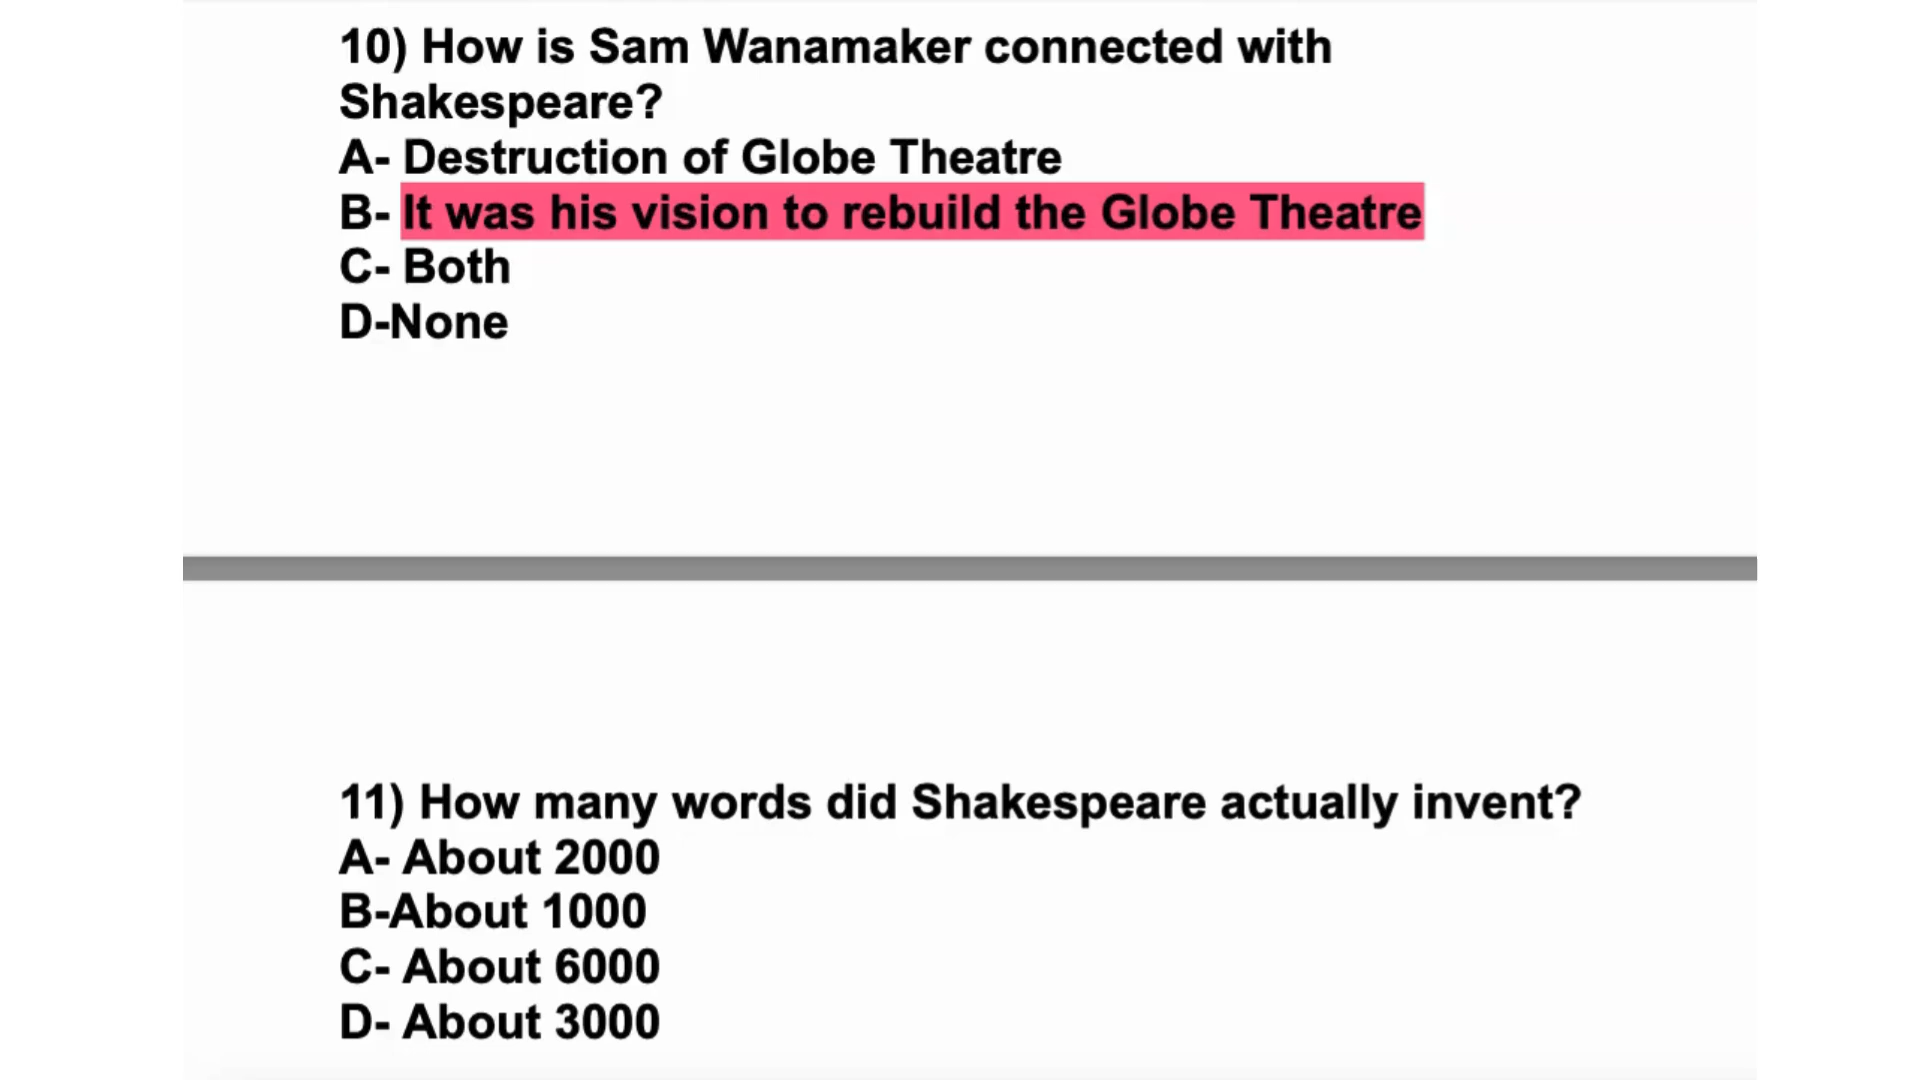 10) How is Sam Wanamaker connected with
Shakespeare?
A- Destruction of Globe Theatre
B- It was his vision to rebuild the Globe Theatre
C- Both
D-None
11) How many words did Shakespeare actually invent?
A- About 2000
B-About 1000
C- About 6000
D- About 3000